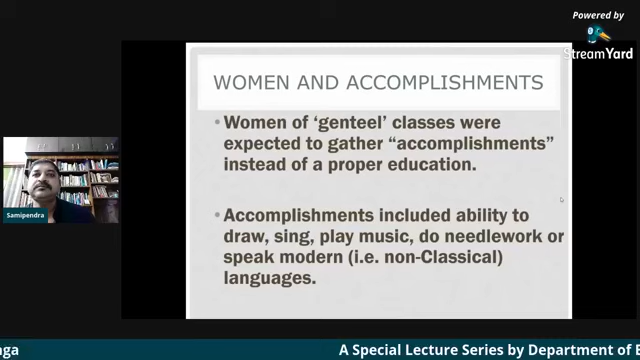 Powered by
StreamYard
WOMEN AND ACCOMPLISHMENTS
• Women of ‘genteel’ classes were
expected to gather “accomplishments”
instead of a proper education.
• Accomplishments included ability to
draw, sing, play music, do needlework or
speak modern (i.e. non-Classical)
languages.
Samipendra
nga A Special Lecture Series by Department of E